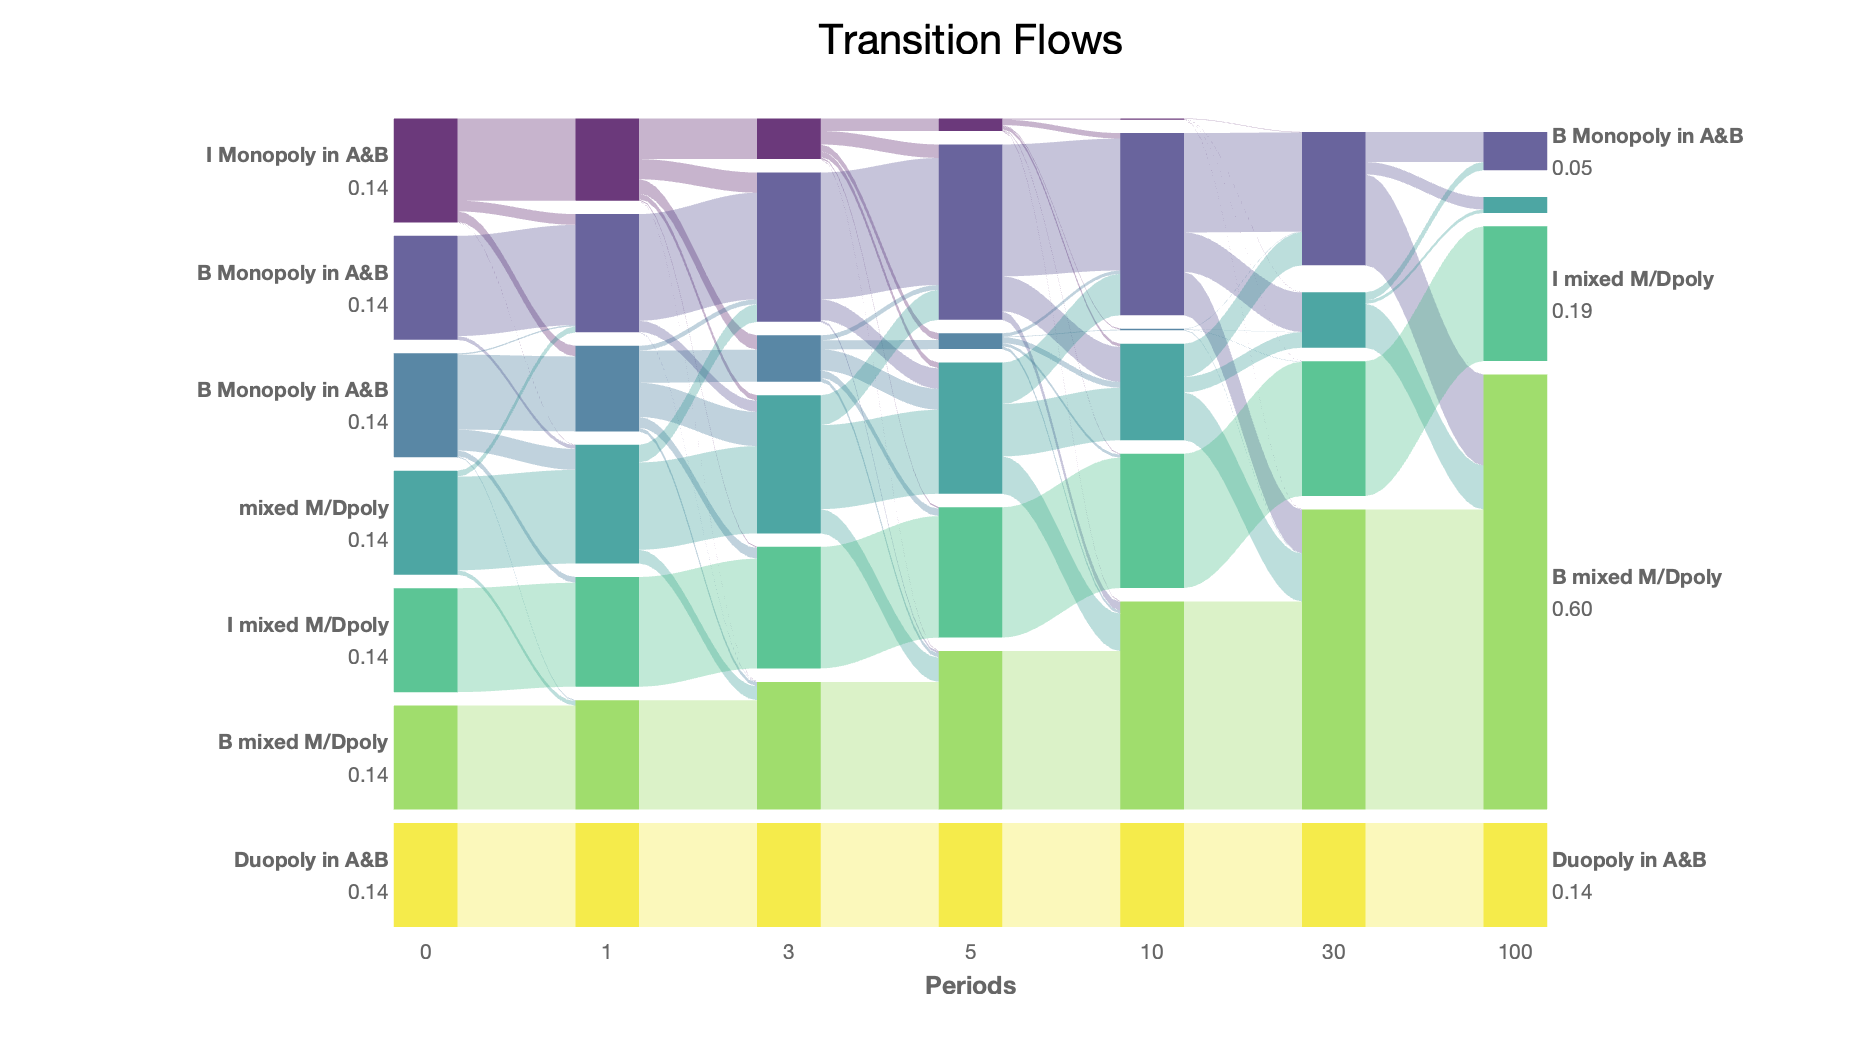 Transition Flows
I Monopoly in A&B
0.14
B Monopoly in A&B
0.14
B Monopoly in A&B
0.14
mixed M/Dpoly
0.14
I mixed M/Dpoly
0.14
B mixed M/Dpoly
0.14
Duopoly in A&B
0.14
B Monopoly in A&B
0.05
I mixed M/Dpoly
0.19
B mixed M/Dpoly
0.60
Duopoly in A&B
0.14
0 1 3 5 10 30 100
Periods